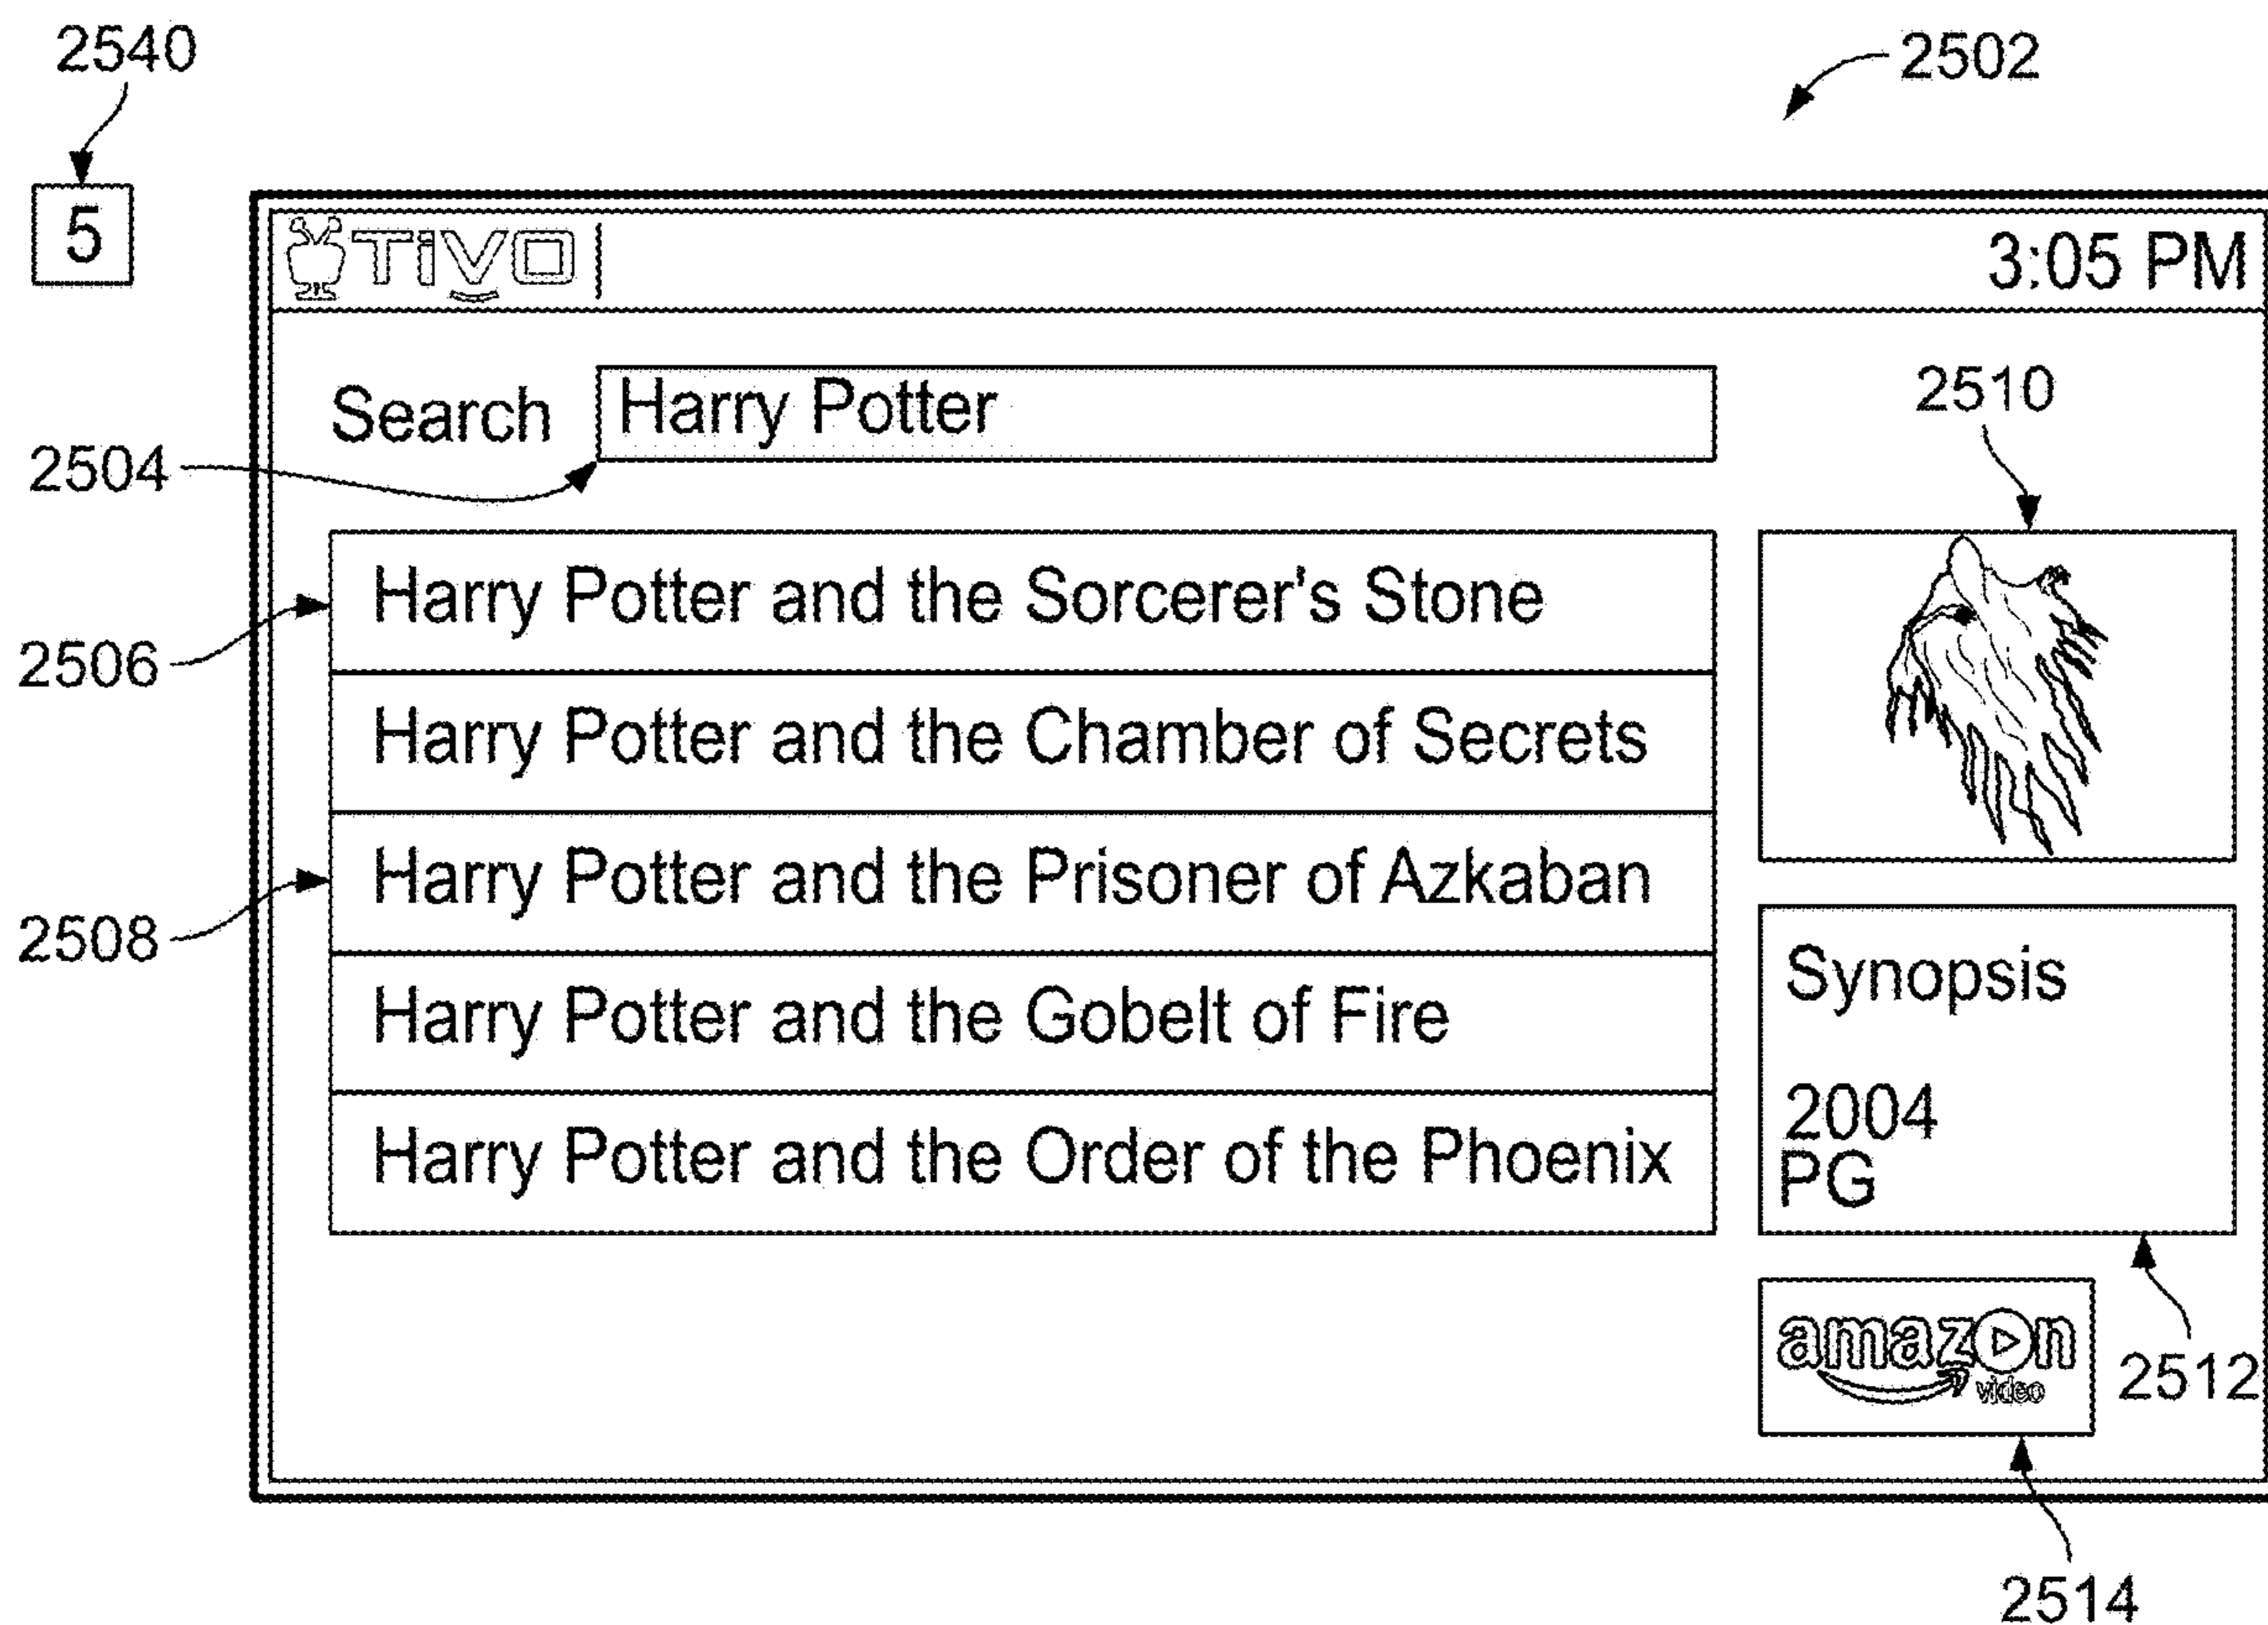 2540
2502
5
TiVo
3:05 PM
Search
Harry Potter
2510
2504
Harry Potter and the Sorcerer's Stone
2506
Harry Potter and the Chamber of Secrets
Harry Potter and the Prisoner of Azkaban
2508
Synopsis
Harry Potter and the Gobelt of Fire
2004
Harry Potter and the Order of the Phoenix
PG
amazon
video
2512
2514